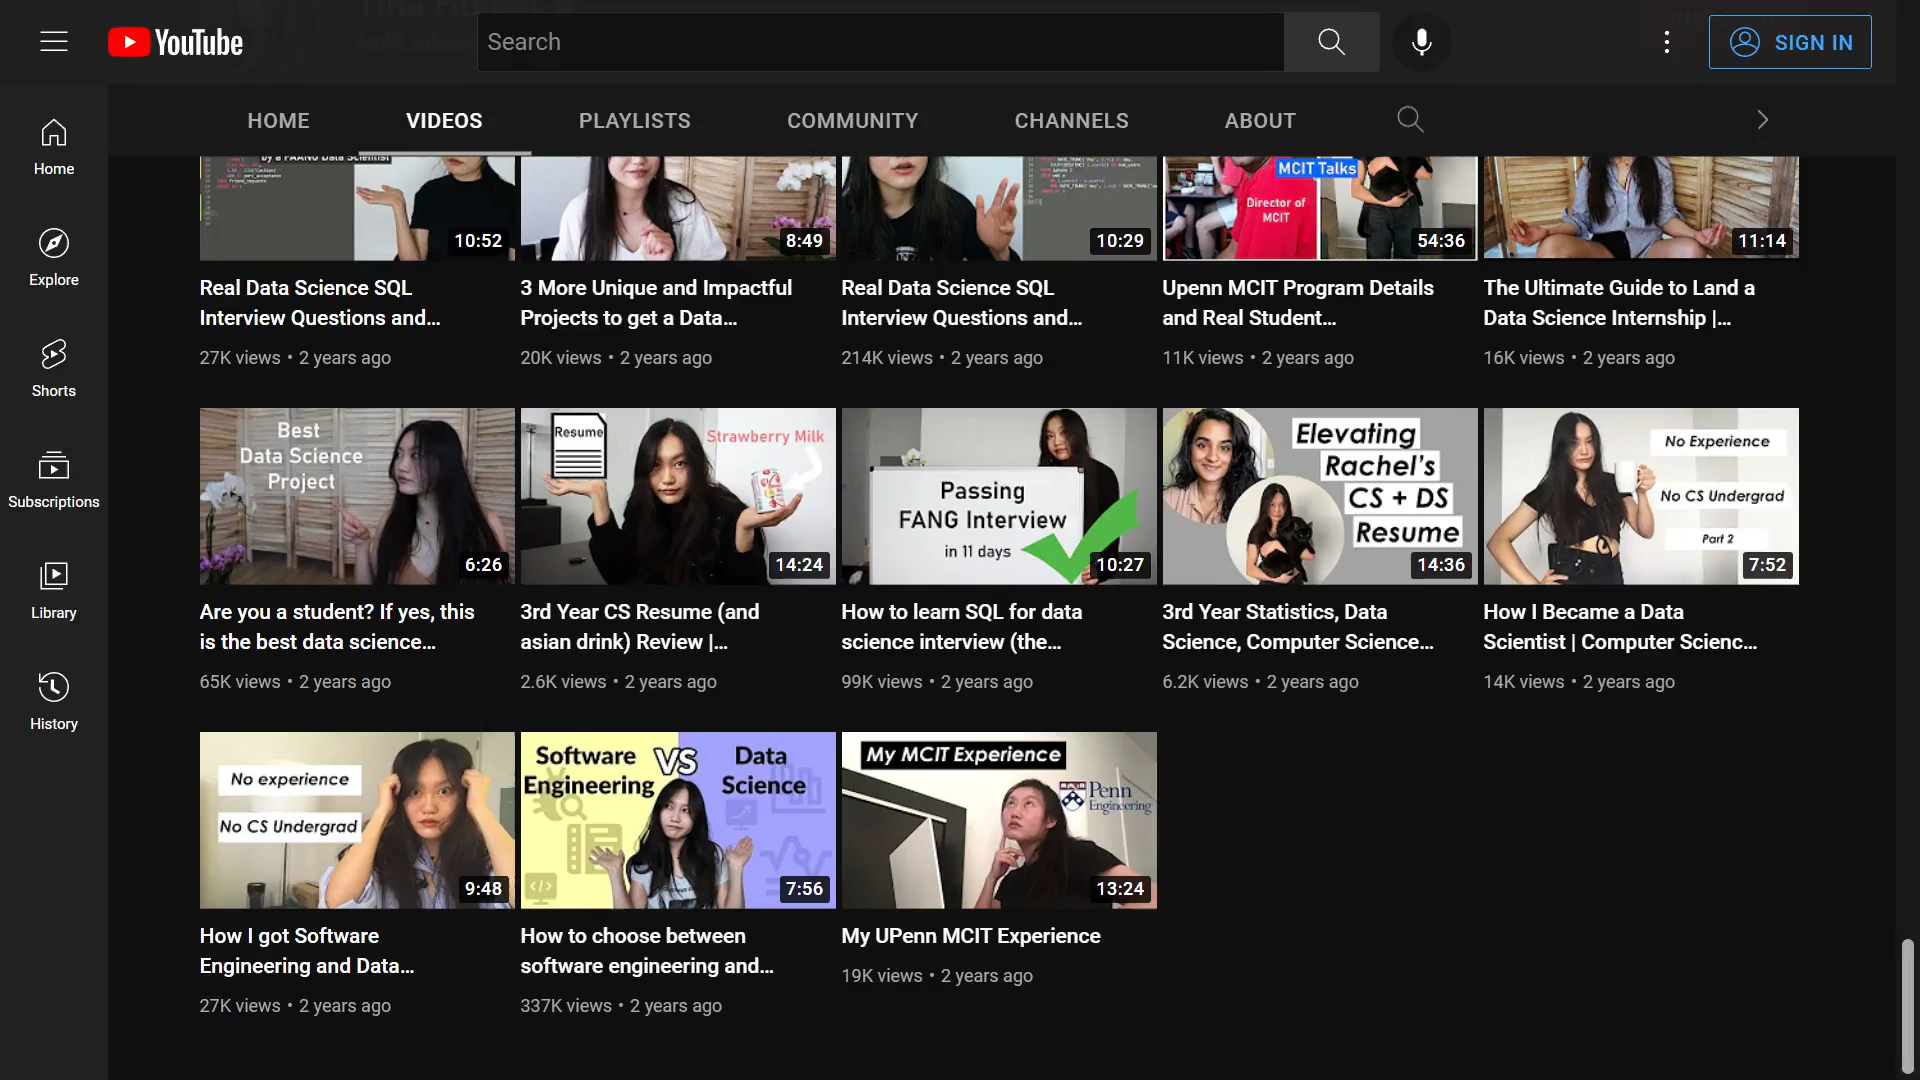 YouTube
Search
SIGN IN
HOME
VIDEOS
PLAYLISTS
COMMUNITY
CHANNELS
ABOUT
Home
Explore
Shorts
Subscriptions
Library
History
by a FAANG Data Scientist
10:52
8:49
10:29
MCIT Talks
Director of
MCIT
54:36
11:14
Real Data Science SQL
Interview Questions and...
27K views • 2 years ago
3 More Unique and Impactful
Projects to get a Data...
20K views • 2 years ago
Real Data Science SQL
Interview Questions and...
214K views • 2 years ago
Upenn MCIT Program Details
and Real Student...
11K views • 2 years ago
The Ultimate Guide to Land a
Data Science Internship |...
16K views • 2 years ago
Best
Data Science
Project
6:26
Resume
Strawberry Milk
14:24
Passing
FANG Interview
in 11 days
10:27
Elevating
Rachel's
CS + DS
Resume
14:36
No Experience
No CS Undergrad
Part 2
7:52
Are you a student? If yes, this
is the best data science...
65K views • 2 years ago
3rd Year CS Resume (and
asian drink) Review |...
2.6K views • 2 years ago
How to learn SQL for data
science interview (the...
99K views • 2 years ago
3rd Year Statistics, Data
Science, Computer Science...
6.2K views • 2 years ago
How I Became a Data
Scientist | Computer Scienc...
14K views • 2 years ago
No experience
No CS Undergrad
9:48
Software
Engineering
VS
Data
Science
</>
7:56
My MCIT Experience
Penn
Engineering
13:24
How I got Software
Engineering and Data...
27K views • 2 years ago
How to choose between
software engineering and...
337K views • 2 years ago
My UPenn MCIT Experience
19K views • 2 years ago